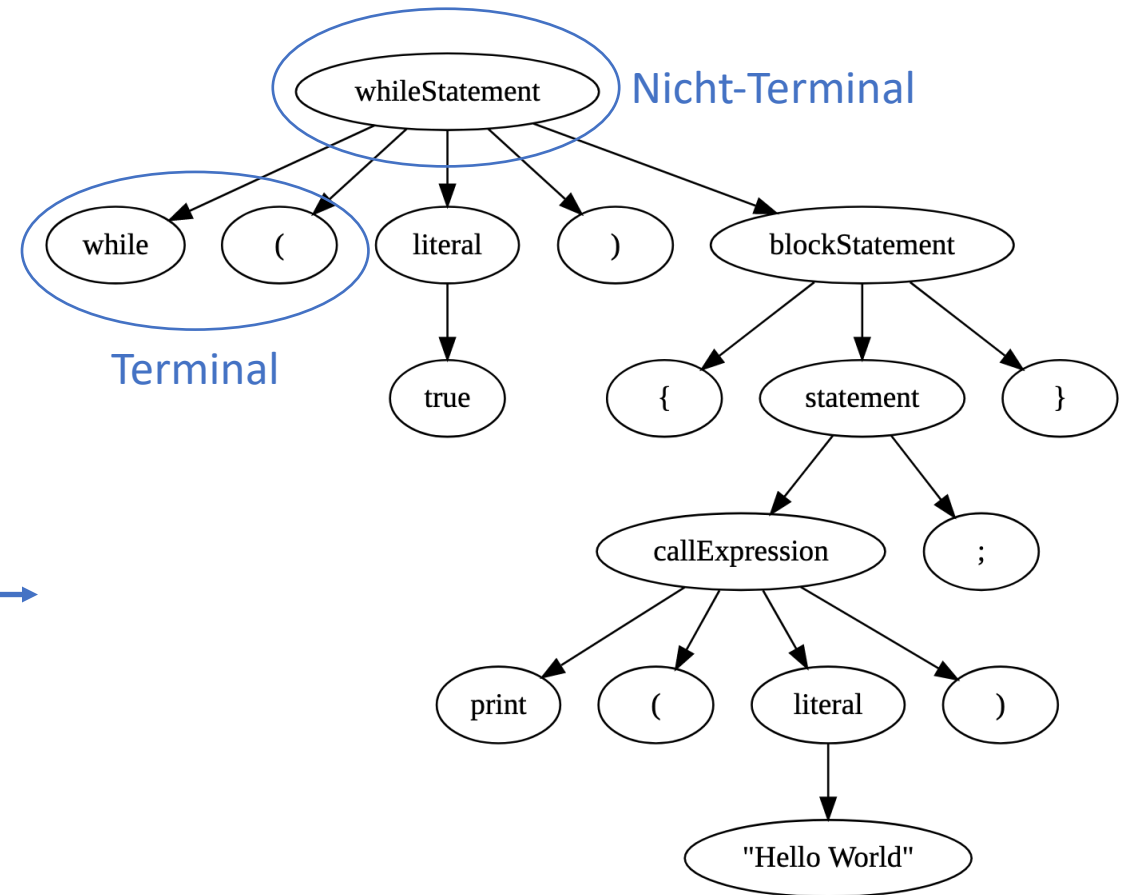 whileStatement
Nicht-Terminal
while
(
literal
)
blockStatement
Terminal
true
{
statement
}
callExpression
;
print
(
literal
)
"Hello World"